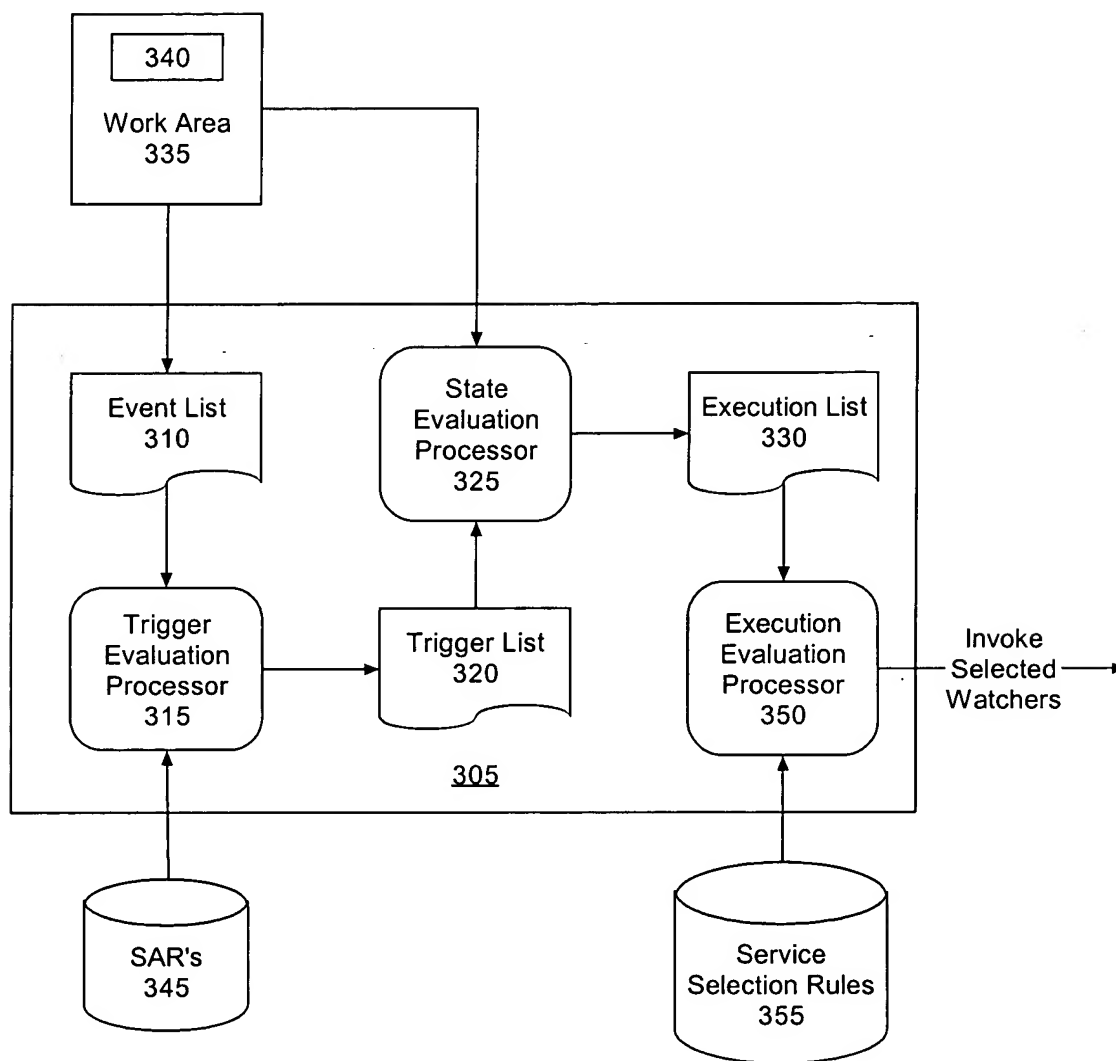 340
Work Area
335
Event List
310
State
Evaluation
Processor
325
Execution List
330
Trigger
Evaluation
Processor
315
Trigger List
320
Execution
Evaluation
Processor
350
Invoke
Selected
Watchers
305
SAR's
345
Service
Selection Rules
355